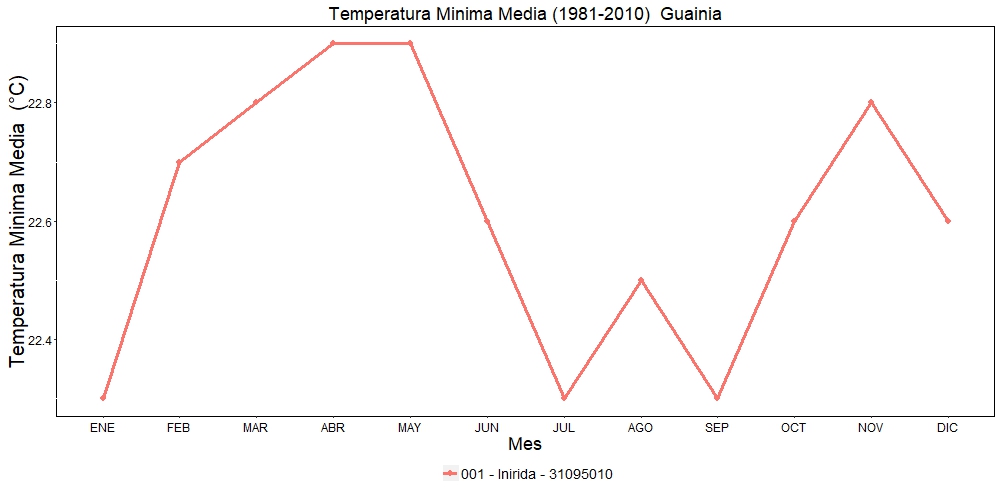 Temperatura Minima Media (1981-2010)  Guainia
Temperatura Minima Media  (°C)
22.8
22.6
22.4
ENE FEB MAR ABR MAY JUN JUL AGO SEP OCT NOV DIC
Mes
001 - Inirida - 31095010